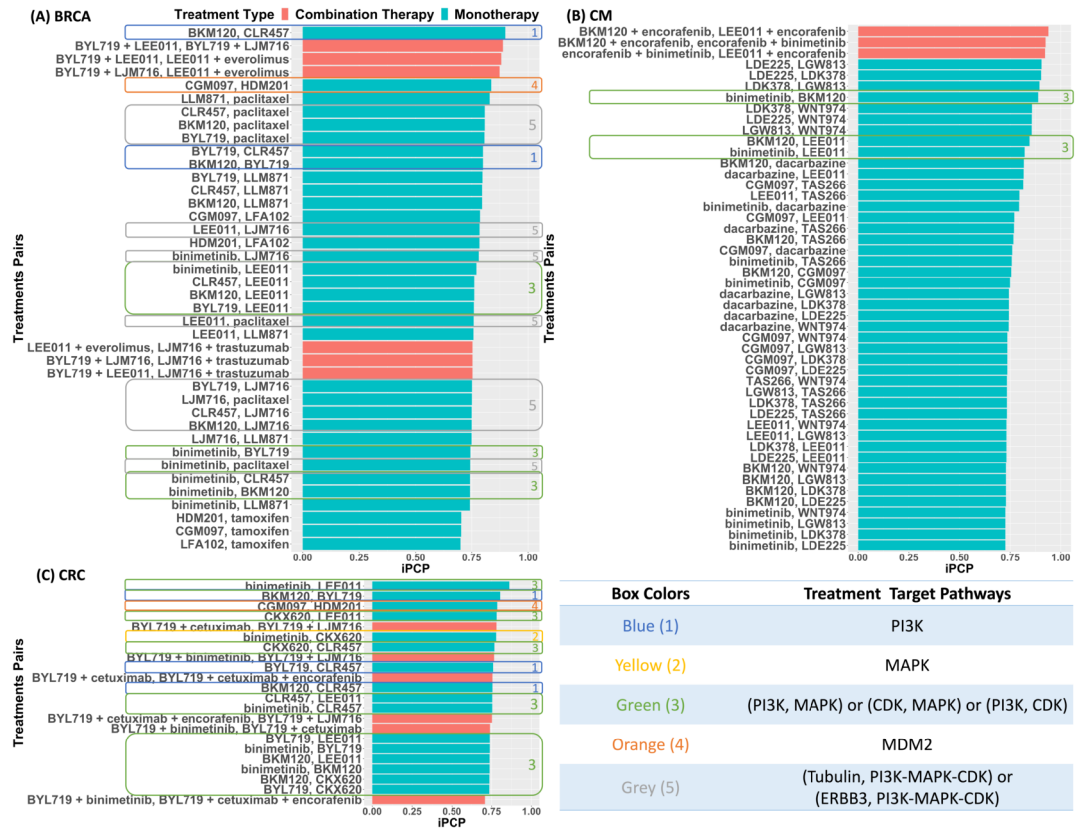 (A) BRCA
Treatment Type Combination Therapy Monotherapy
BKM120, CLR457 1
BYL719 + LEE011, BYL719 + LJM716
BYL719 + LEE011, LEE011 + everolimus
BYL719 + LJM716, LEE011 + everolimus
CGM097, HDM201 4
LLM871, paclitaxel
CLR457, paclitaxel
BKM120, paclitaxel 5
BYL719, paclitaxel
BYL719, CLR457 1
BKM120, BYL719
BYL719, LLM871
CLR457, LLM871
BKM120, LLM871
CGM097, LFA102
LEE011, LJM716 5
HDM201, LFA102
binimetinib, LJM716 5
binimetinib, LEE011
CLR457, LEE011 3
BKM120, LEE011
BYL719, LEE011
LEE011, paclitaxel 5
LEE011, LLM871
LEE011 + everolimus, LJM716 + trastuzumab
BYL719 + LJM716, LJM716 + trastuzumab
BYL719 + LEE011, LJM716 + trastuzumab
BYL719, LJM716
LJM716, paclitaxel 5
CLR457, LJM716
BKM120, LJM716
LJM716, LLM871
binimetinib, BYL719 3
binimetinib, paclitaxel 5
binimetinib, CLR457 3
binimetinib, BKM120
binimetinib, LLM871
HDM201, tamoxifen
CGM097, tamoxifen
LFA102, tamoxifen
0.00 0.25 0.50 0.75 1.00
iPCP
Treatments Pairs
(B) CM
BKM120 + encorafenib, LEE011 + encorafenib
BKM120 + encorafenib, encorafenib + binimetinib
encorafenib + binimetinib, LEE011 + encorafenib
LDE225, LGW813
LDE225, LDK378
LDK378, LGW813
binimetinib, BKM120 3
LDK378, WNT974
LDE225, WNT974
LGW813, WNT974
BKM120, LEE011 3
binimetinib, LEE011
BKM120, dacarbazine
dacarbazine, LEE011
CGM097, TAS266
LEE011, TAS266
binimetinib, dacarbazine
CGM097, LEE011
dacarbazine, TAS266
BKM120, TAS266
CGM097, dacarbazine
binimetinib, TAS266
BKM120, CGM097
binimetinib, CGM097
dacarbazine, LGW813
dacarbazine, LDK378
dacarbazine, LDE225
dacarbazine, WNT974
CGM097, WNT974
CGM097, LGW813
CGM097, LDK378
CGM097, LDE225
TAS266, WNT974
LGW813, TAS266
LDK378, TAS266
LDE225, TAS266
LEE011, WNT974
LEE011, LGW813
LDK378, LEE011
LDE225, LEE011
BKM120, WNT974
BKM120, LGW813
BKM120, LDK378
BKM120, LDE225
binimetinib, WNT974
binimetinib, LGW813
binimetinib, LDK378
binimetinib, LDE225
0.00 0.25 0.50 0.75 1.00
iPCP
Treatments Pairs
(C) CRC
binimetinib, LEE011 3
BKM120, BYL719 1
CGM097, HDM201 4
CKX620, LEE011 3
BYL719 + cetuximab, BYL719 + LJM716
binimetinib, CKX620 2
CKX620, CLR457 3
BYL719 + binimetinib, BYL719 + LJM716
BYL719, CLR457 1
BYL719 + cetuximab, BYL719 + cetuximab + encorafenib
BKM120, CLR457 1
CLR457, LEE011 3
binimetinib, CLR457
BYL719 + cetuximab + encorafenib, BYL719 + LJM716
BYL719 + binimetinib, BYL719 + cetuximab
BYL719, LEE011
binimetinib, BYL719
BKM120, LEE011
binimetinib, BKM120 3
BKM120, CKX620
BYL719, CKX620
BYL719 + binimetinib, BYL719 + cetuximab + encorafenib
0.00 0.25 0.50 0.75 1.00
iPCP
Treatments Pairs
Box Colors Treatment Target Pathways
Blue (1) PI3K
Yellow (2) MAPK
Green (3) (PI3K, MAPK) or (CDK, MAPK) or (PI3K, CDK)
Orange (4) MDM2
Grey (5) (Tubulin, PI3K-MAPK-CDK) or
(ERBB3, PI3K-MAPK-CDK)